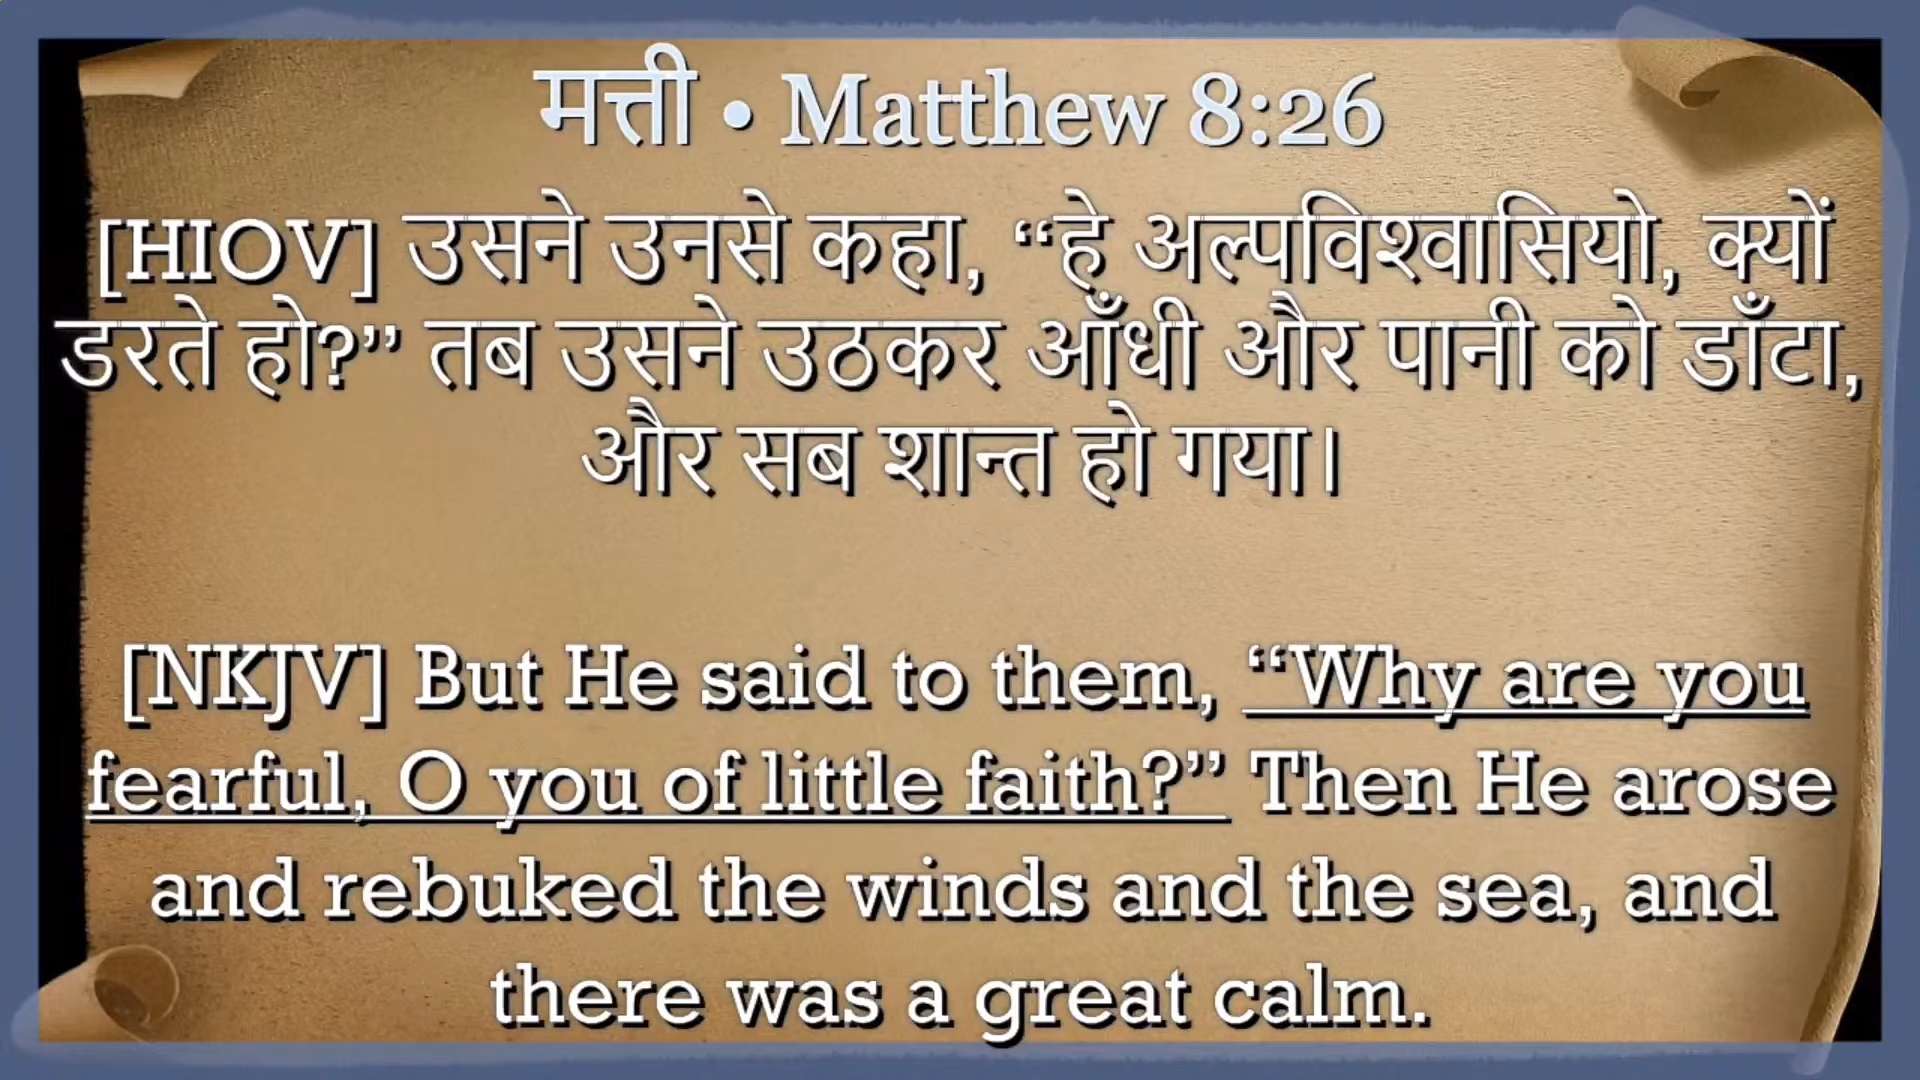 मत्ती • Matthew 8:26
[HIOV] उसने उनसे कहा, “हे अल्पविश्वासियो, क्यों
डरते हो?” तब उसने उठकर आँधी और पानी को डाँटा,
और सब शान्त हो गया।
[NKJV] But He said to them, “Why are you
fearful, O you of little faith?” Then He arose
and rebuked the winds and the sea, and
there was a great calm.